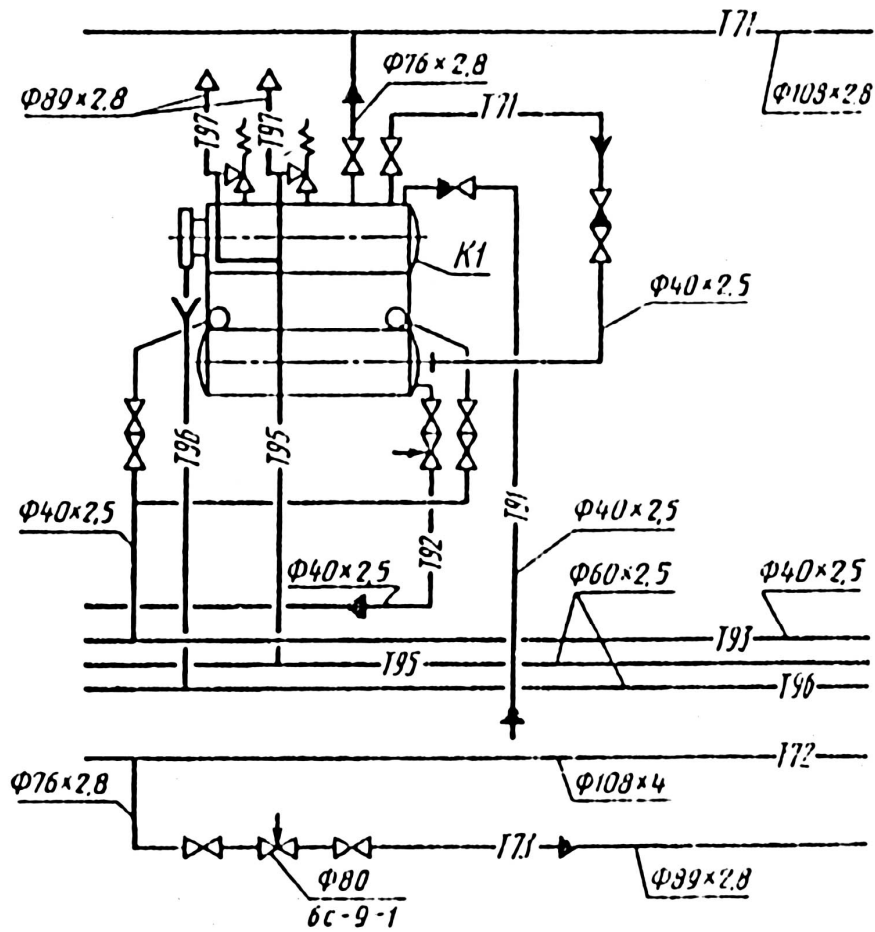 Т71
Ф76×2,8
Ф89×2,8
Ф108×2,8
Т71
Т97
Т97
К1
Ф40×2,5
Т96
Т95
Т91
Ф40×2,5
Ф40×2,5
Т92
Ф40×2,5
Ф60×2,5
Ф40×2,5
Т93
Т95
Т96
Т72
Ф76×2,8
Ф108×4
Т73
Ф80
6с-9-1
Ф89×2,8